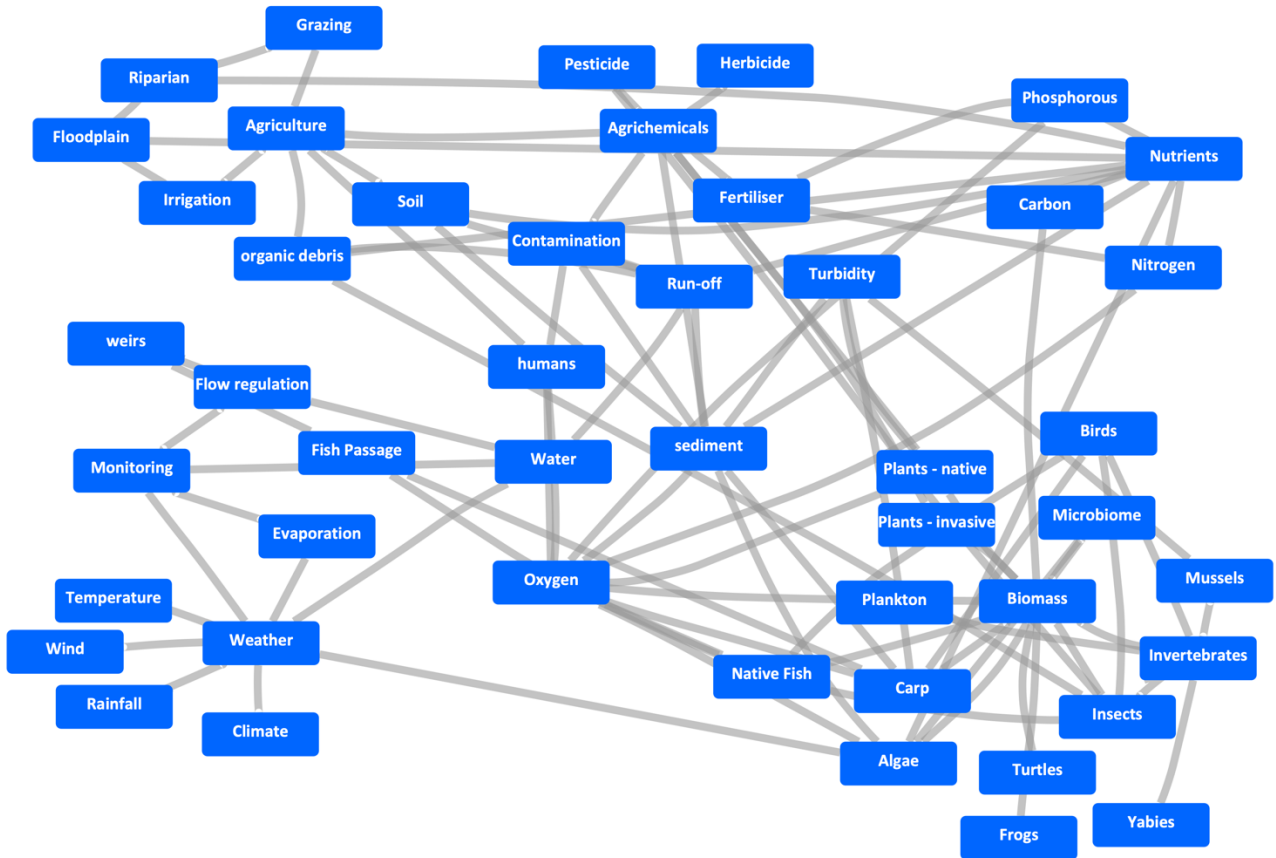 Grazing
Pesticide
Herbicide
Riparian
Phosphorous
Floodplain
Agriculture
Agrichemicals
Nutrients
Irrigation
Soil
Fertiliser
Carbon
organic debris
Contamination
Run-off
Turbidity
Nitrogen
weirs
Flow regulation
humans
Birds
Monitoring
Fish Passage
Water
sediment
Plants - native
Evaporation
Plants - invasive
Microbiome
Oxygen
Mussels
Temperature
Plankton
Biomass
Wind
Weather
Native Fish
Carp
Invertebrates
Rainfall
Insects
Climate
Algae
Turtles
Frogs
Yabies